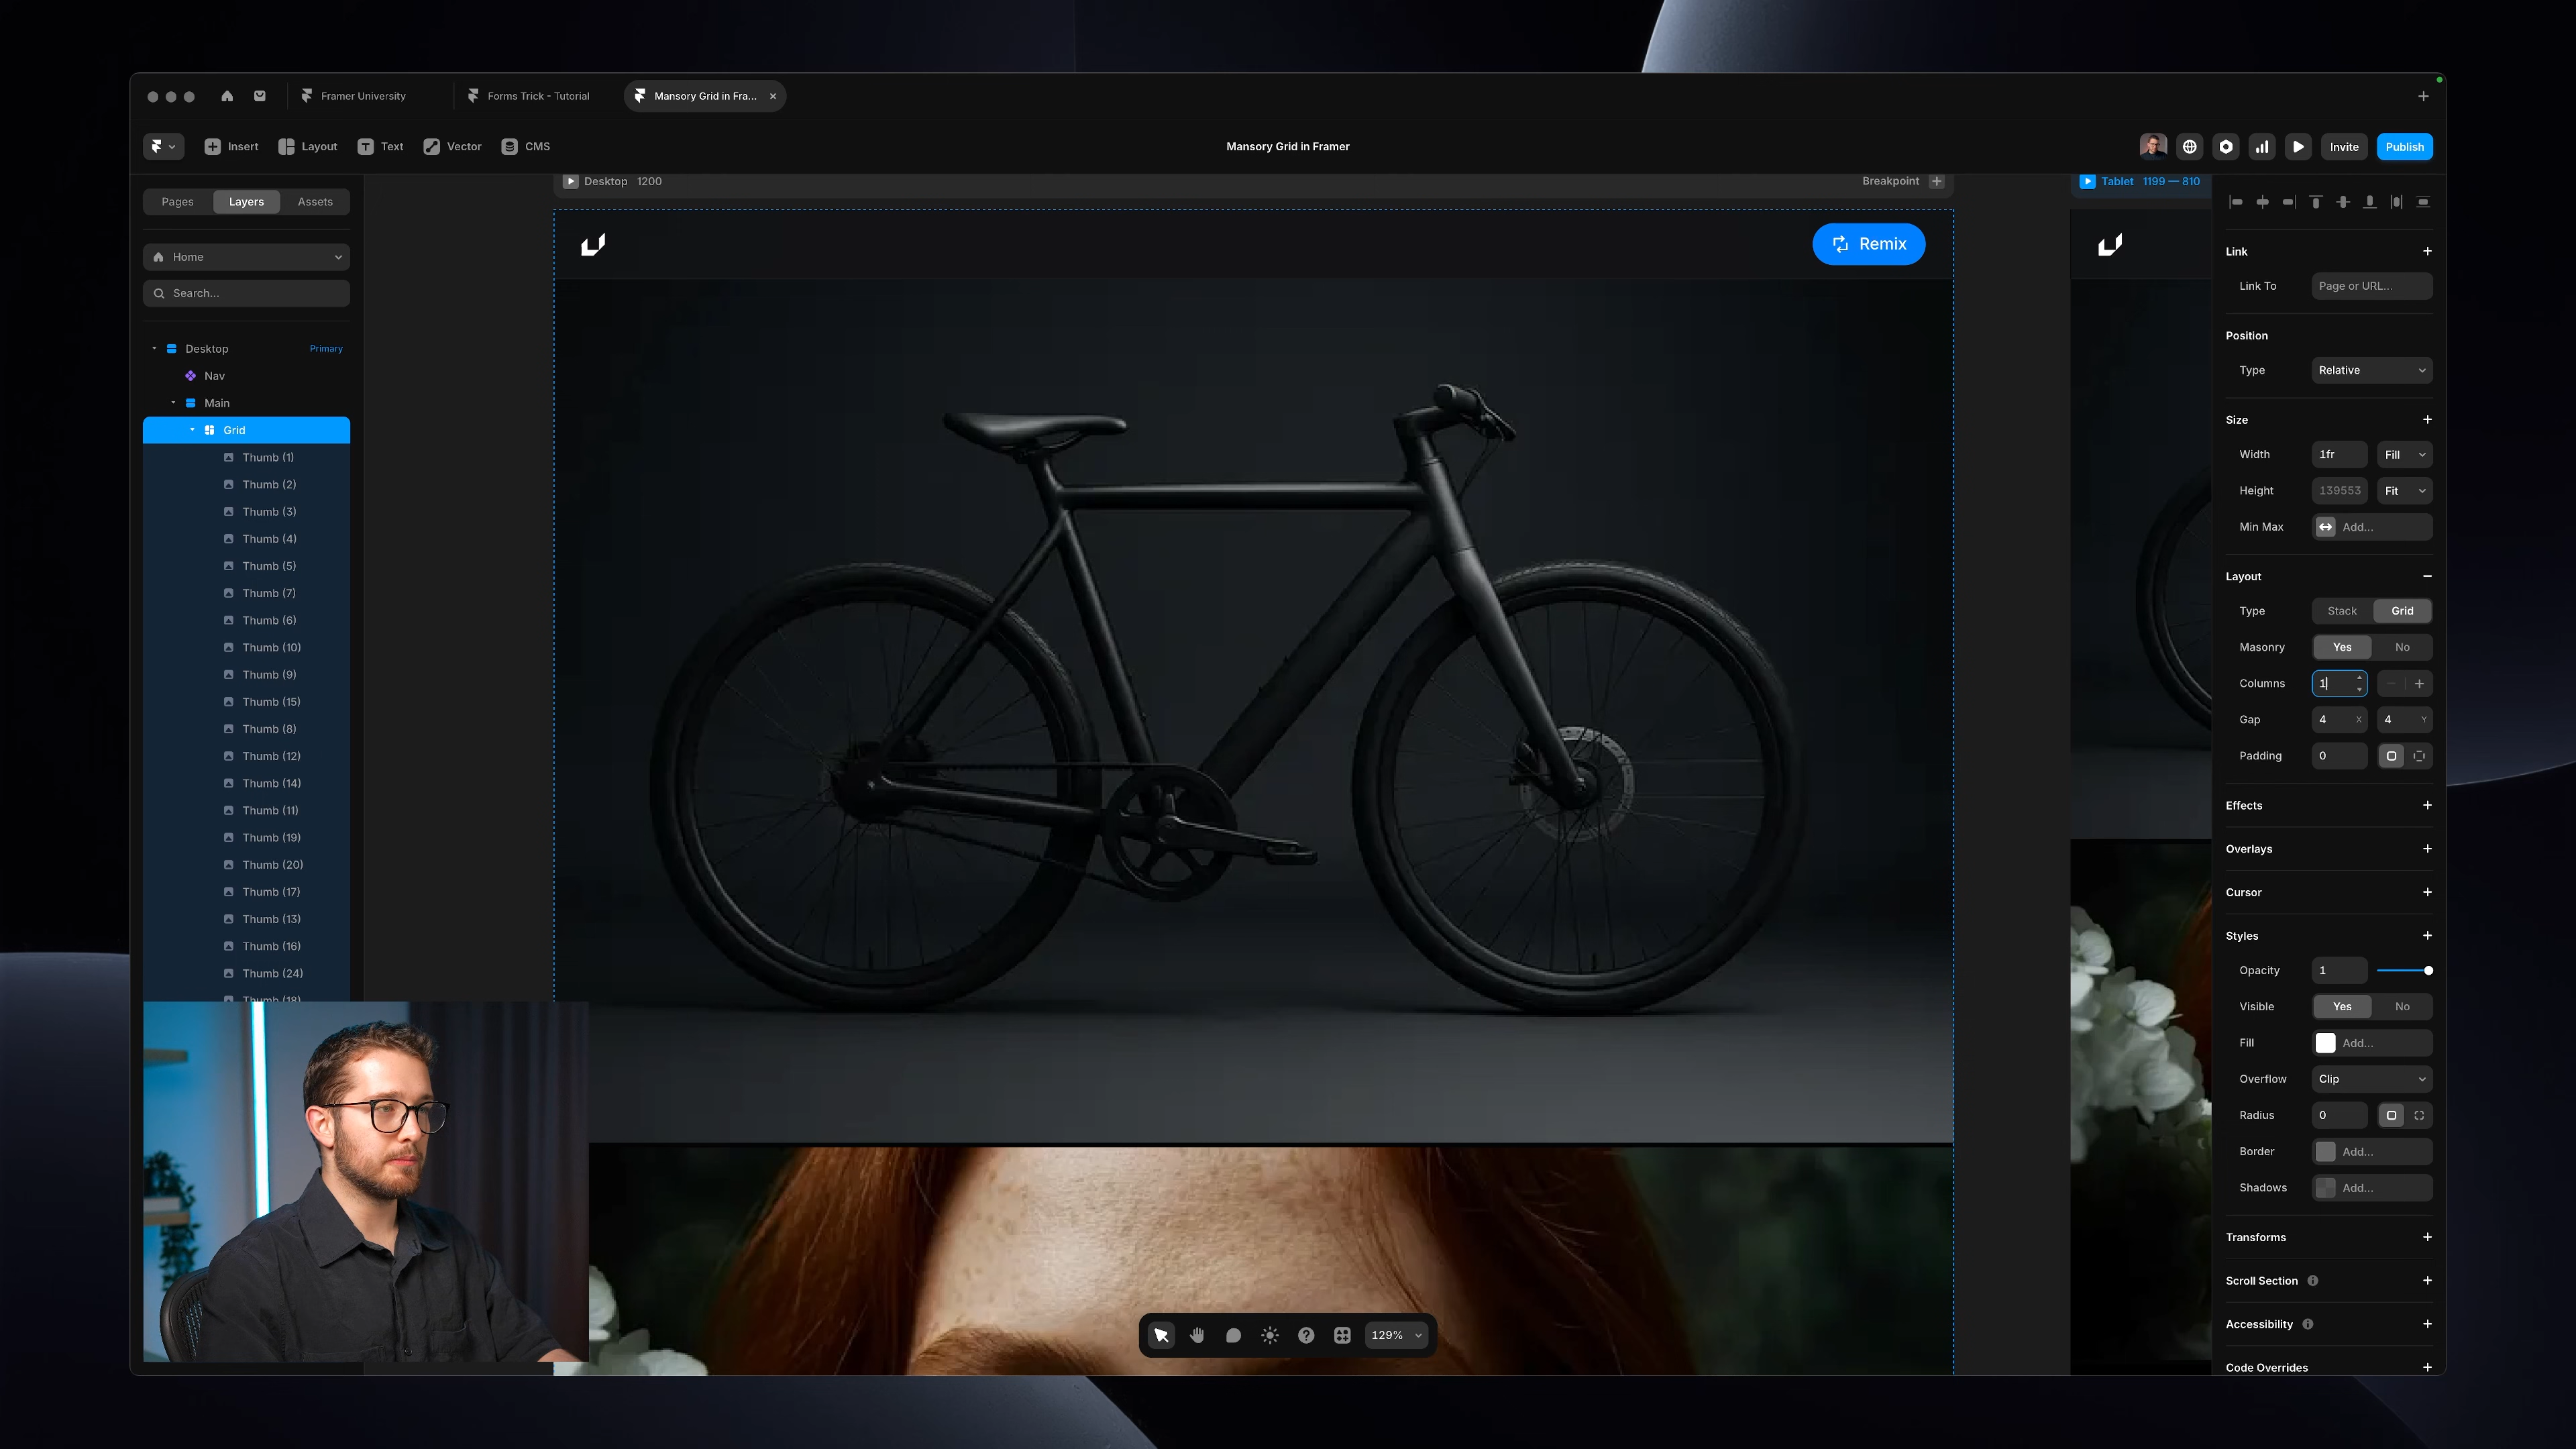 Framer University
Forms Trick - Tutorial
Mansory Grid in Fra...
Insert
Layout
Text
Vector
CMS
Mansory Grid in Framer
Invite
Publish
Pages
Layers
Assets
Home
Search...
Desktop
Primary
Nav
Main
Grid
Thumb (1)
Thumb (2)
Thumb (3)
Thumb (4)
Thumb (5)
Thumb (7)
Thumb (6)
Thumb (10)
Thumb (9)
Thumb (15)
Thumb (8)
Thumb (12)
Thumb (14)
Thumb (11)
Thumb (19)
Thumb (20)
Thumb (17)
Thumb (13)
Thumb (16)
Thumb (24)
Thumb (18)
Desktop 1200
Breakpoint
Remix
Tablet 1199 — 810
129%
Link
Link To Page or URL...
Position
Type Relative
Size
Width 1fr Fill
Height 139553 Fit
Min Max Add...
Layout
Type Stack Grid
Masonry Yes No
Columns 1
Gap 4 X 4 Y
Padding 0
Effects
Overlays
Cursor
Styles
Opacity 1
Visible Yes No
Fill Add...
Overflow Clip
Radius 0
Border Add...
Shadows Add...
Transforms
Scroll Section
Accessibility
Code Overrides